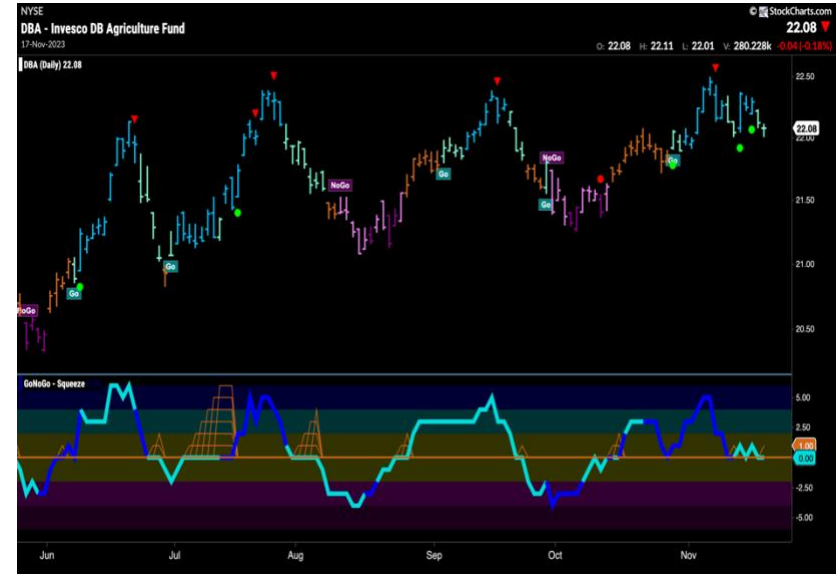 NYSE
© StockCharts.com
DBA - Invesco DB Agriculture Fund
22.08
17-Nov-2023
O: 22.08 H: 22.11 L: 22.01 V: 280.228k -0.04 (-0.18%)
DBA (Daily) 22.08
22.50
22.08
22.00
NoGo
NoGo
Go
Go
21.50
Go
Go
21.00
Go
NoGo
20.50
GoNoGo - Squeeze
5.00
2.50
1.00
0.00
-2.50
-5.00
Jun Jul Aug Sep Oct Nov